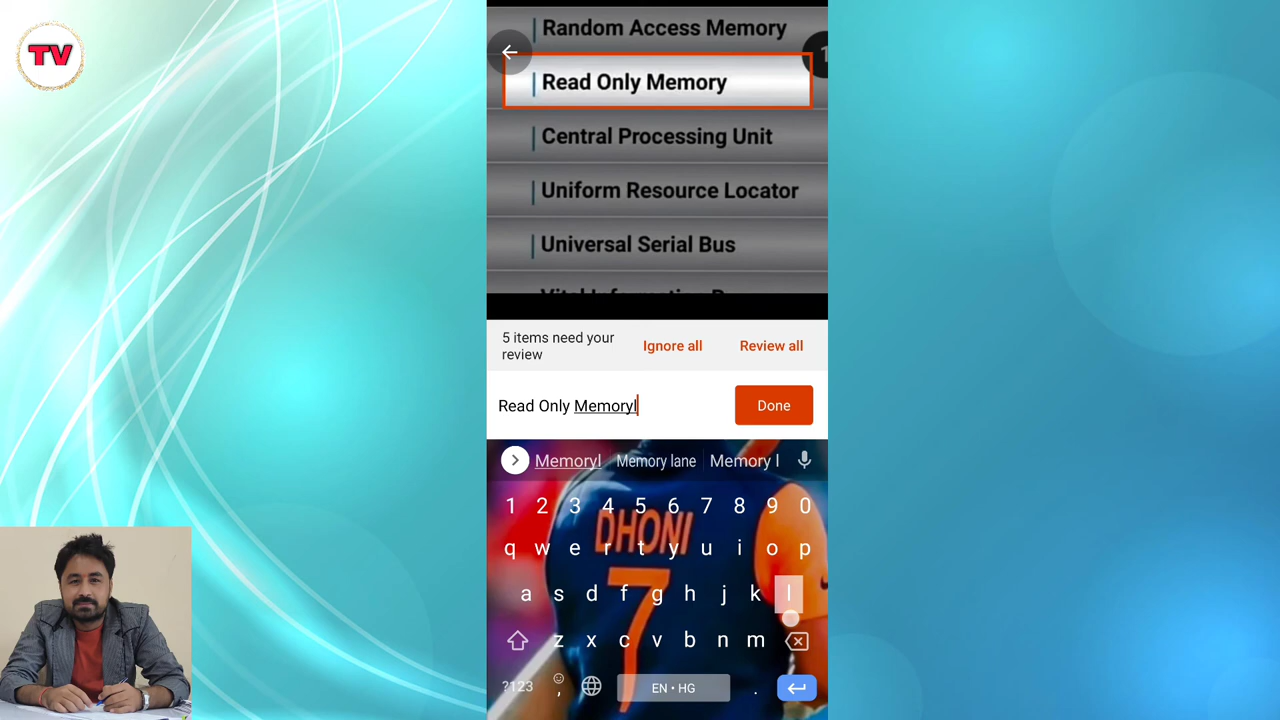 TV
Random Access Memory
1
Read Only Memory
Central Processing Unit
Uniform Resource Locator
Universal Serial Bus
5 items need your
review
Ignore all
Review all
Read Only Memoryl
Done
Memoryl Memory lane Memory l
DHONI
7
1 2 3 4 5 6 7 8 9 0
q w e r t y u i o p
a s d f g h j k l
z x c v b n m
?123 , EN • HG .